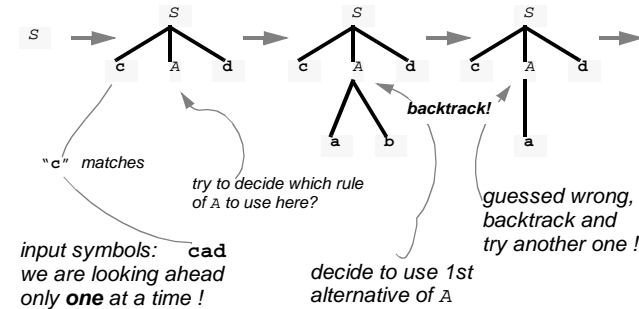 S
S
S
S
c A d
c A d
c A d
a b
backtrack!
a
"c" matches
try to decide which rule
of A to use here?
guessed wrong,
backtrack and
try another one !
input symbols: cad
we are looking ahead
only one at a time !
decide to use 1st
alternative of A